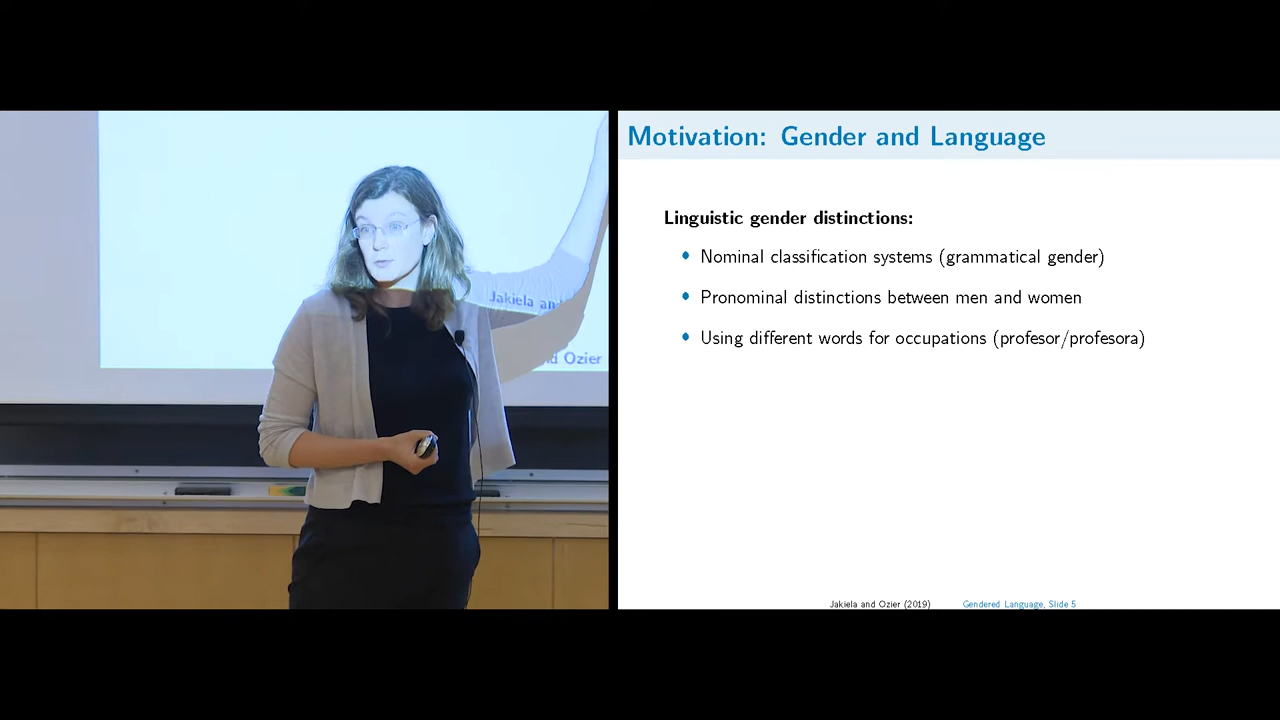 Jakiela an
d Ozier
Motivation: Gender and Language
Linguistic gender distinctions:
Nominal classification systems (grammatical gender)
Pronominal distinctions between men and women
Using different words for occupations (profesor/profesora)
Jakiela and Ozier (2019) Gendered Language, Slide 5